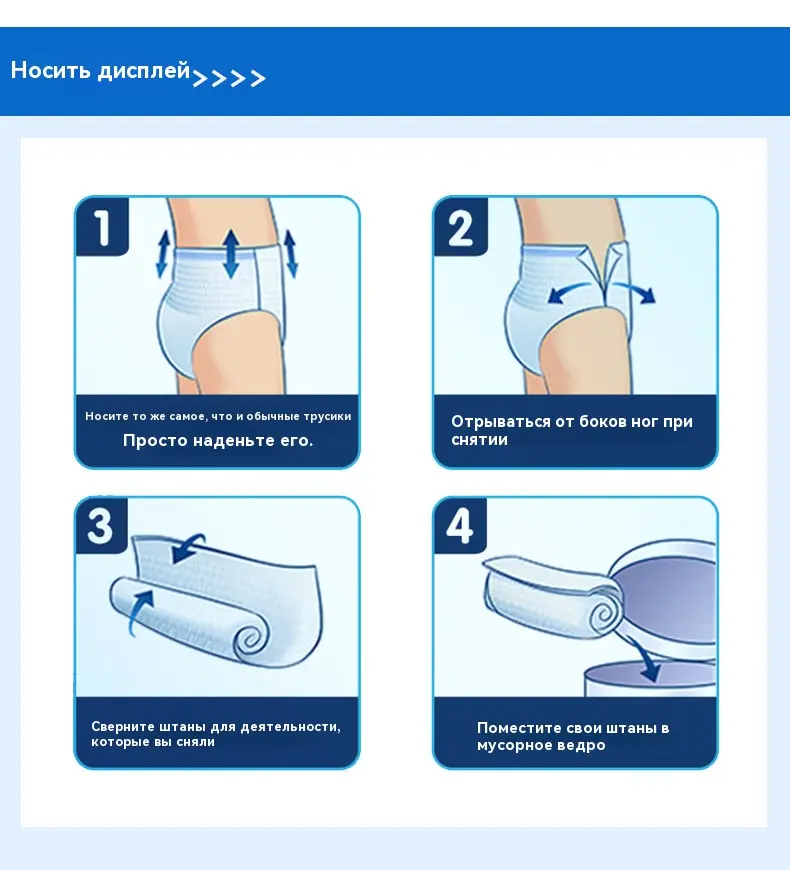 Носить дисплей>>>>
1
Носите то же самое, что и обычные трусики
Просто наденьте его.
2
Отрываться от боков ног при
снятии
3
Сверните штаны для деятельности,
которые вы сняли
4
Поместите свои штаны в
мусорное ведро